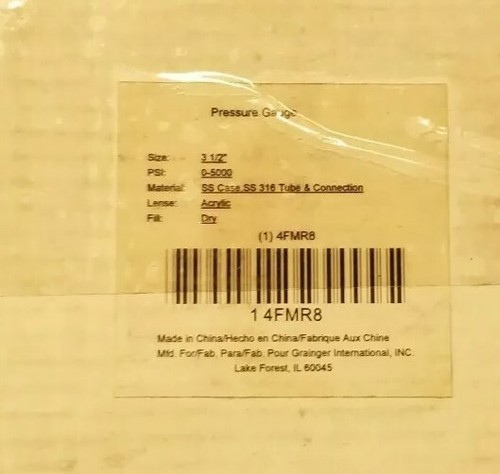 Pressure Gauge
Size: 3 1/2"
PSI: 0-5000
Material: SS Case,SS 316 Tube & Connection
Lense: Acrylic
Fill: Dry
(1) 4FMR8
1 4FMR8
Made in China/Hecho en China/Fabrique Aux Chine
Mfd. For/Fab. Para/Fab. Pour Grainger International, INC.
Lake Forest, IL 60045